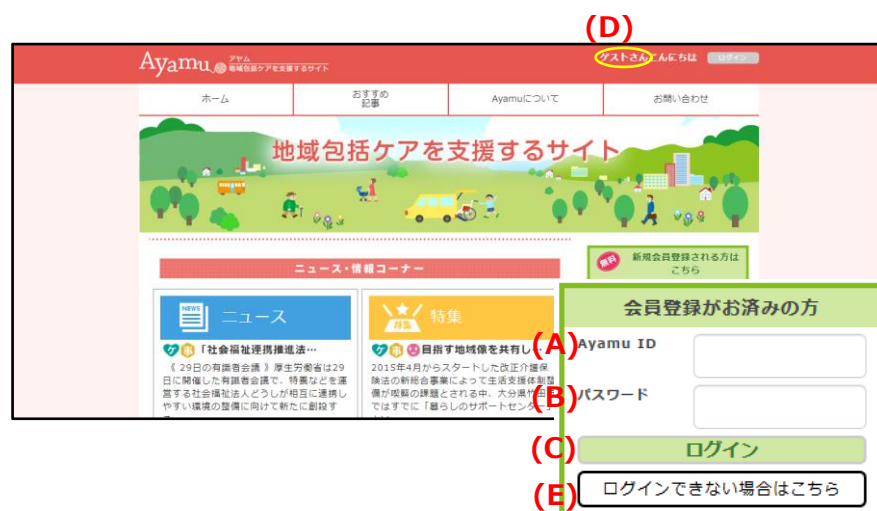 (D)
Ayamu アヤム
地域包括ケアを支援するサイト
ゲストさんこんにちは ログイン
ホーム
おすすめ
記事
Ayamuについて
お問い合わせ
地域包括ケアを支援するサイト
ニュース・情報コーナー
無料 新規会員登録される方は
こちら
NEWS ニュース
特集 特集
ケ 市 「社会福祉連携推進
法…
《 29日の有識者会議 》厚生労働省は29
日に開催した有識者会議で、特養などを運
営する社会福祉法人どうしが相互に連携し
やすい環境の整備に向けて新たに創設す
ケ 市 目指す地域像を共有し…
2015年4月からスタートした改正介護保
険法の新総合事業によって生活支援体制整
備が喫緊の課題とされる中、大分県竹田市
ではすでに「暮らしのサポートセンター
会員登録がお済みの方
(A) Ayamu ID
(B) パスワード
(C) ログイン
(E) ログインできない場合はこちら